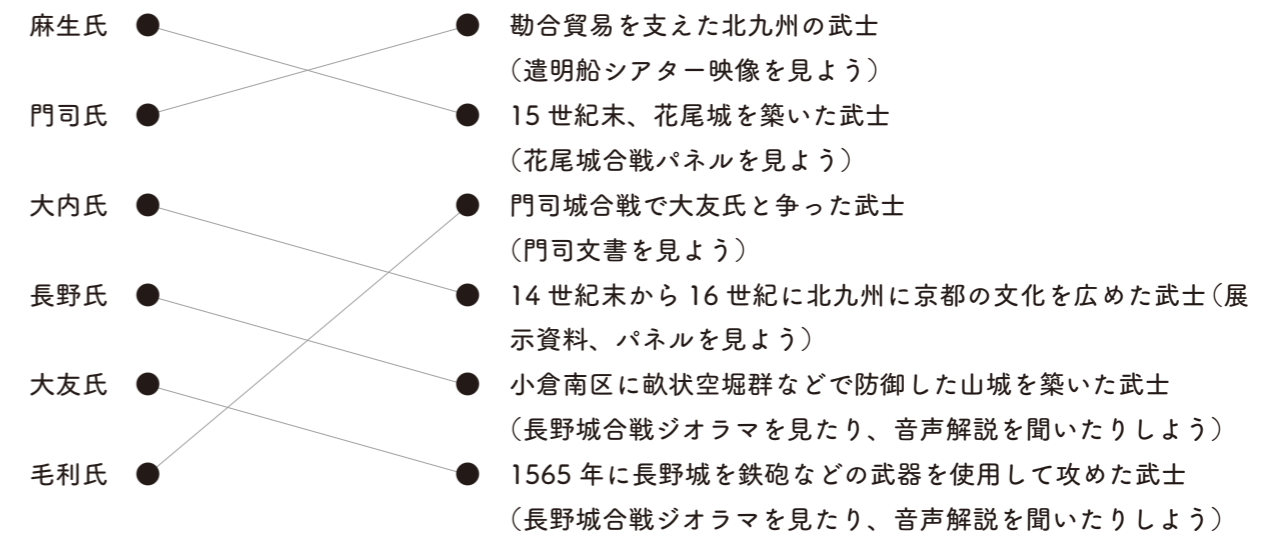 麻生氏
門司氏
大内氏
長野氏
大友氏
毛利氏
勘合貿易を支えた北九州の武士
（遣明船シアター映像を見よう）
15 世紀末、花尾城を築いた武士
（花尾城合戦パネルを見よう）
門司城合戦で大友氏と争った武士
（門司文書を見よう）
14 世紀末から 16 世紀に北九州に京都の文化を広めた武士（展
示資料、パネルを見よう）
小倉南区に畝状空堀群などで防御した山城を築いた武士
（長野城合戦ジオラマを見たり、音声解説を聞いたりしよう）
1565 年に長野城を鉄砲などの武器を使用して攻めた武士
（長野城合戦ジオラマを見たり、音声解説を聞いたりしよう）